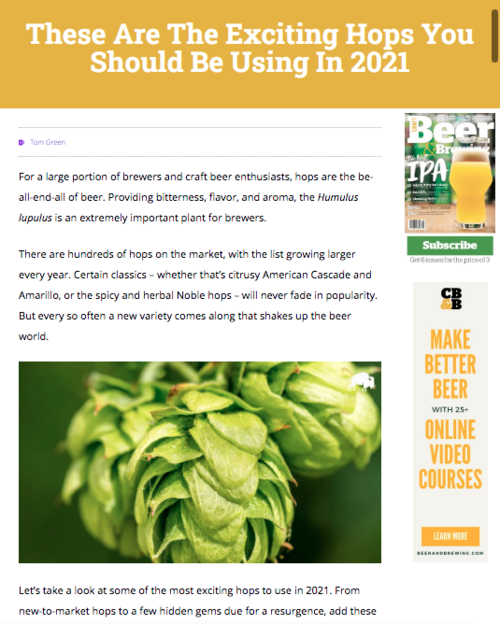 These Are The Exciting Hops You
Should Be Using In 2021
Tom Green
For a large portion of brewers and craft beer enthusiasts, hops are the be-
all-end-all of beer. Providing bitterness, flavor, and aroma, the Humulus
lupulus is an extremely important plant for brewers.
There are hundreds of hops on the market, with the list growing larger
every year. Certain classics – whether that's citrusy American Cascade and
Amarillo, or the spicy and herbal Noble hops – will never fade in popularity.
But every so often a new variety comes along that shakes up the beer
world.
Let's take a look at some of the most exciting hops to use in 2021. From
new-to-market hops to a few hidden gems due for a resurgence, add these
Beer
IPA
Subscribe
Get 6 issues for the price of 3
CB
&B
MAKE
BETTER
BEER
WITH 25+
ONLINE
VIDEO
COURSES
LEARN MORE
BEERANDBREWING.COM